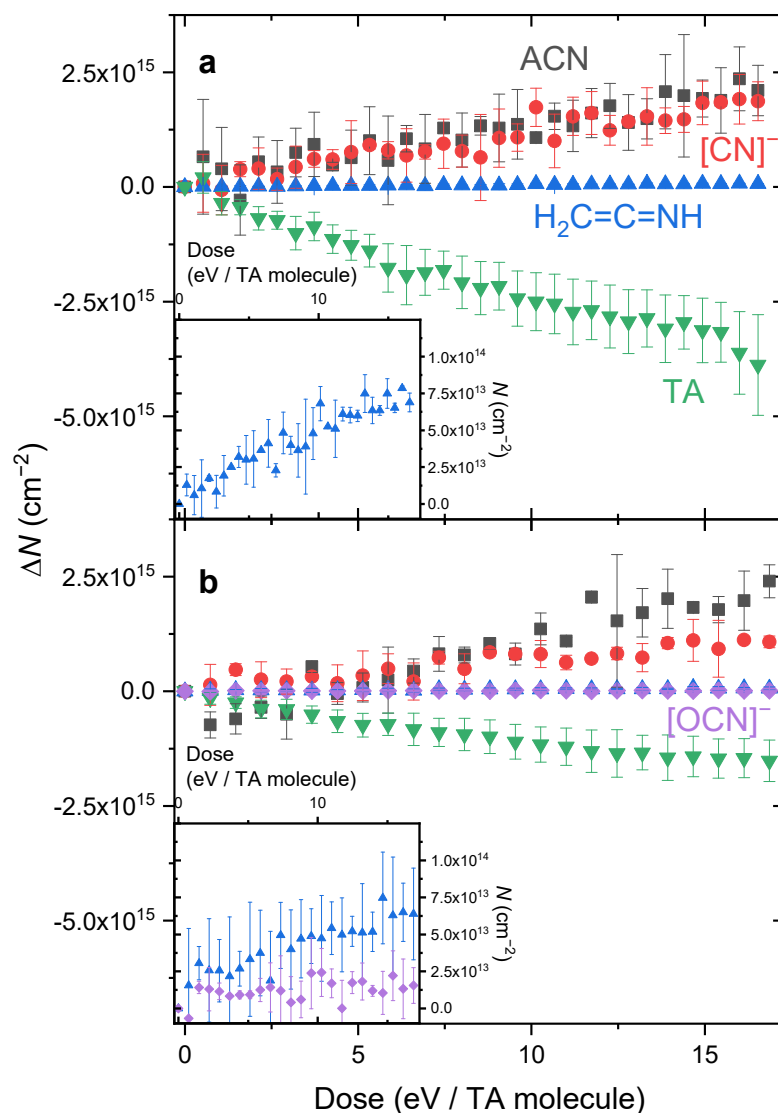 a
ACN
[CN]⁻
H₂C=C=NH
TA
2.5x10¹⁵
0.0
-2.5x10¹⁵
-5.0x10¹⁵
Dose
(eV / TA molecule)
0 10
1.0x10¹⁴
7.5x10¹³
5.0x10¹³
2.5x10¹³
0.0
N (cm⁻²)
ΔN (cm⁻²)
b
2.5x10¹⁵
0.0
-2.5x10¹⁵
-5.0x10¹⁵
[OCN]⁻
Dose
(eV / TA molecule)
0 10
1.0x10¹⁴
7.5x10¹³
5.0x10¹³
2.5x10¹³
0.0
N (cm⁻²)
0 5 10 15
Dose (eV / TA molecule)